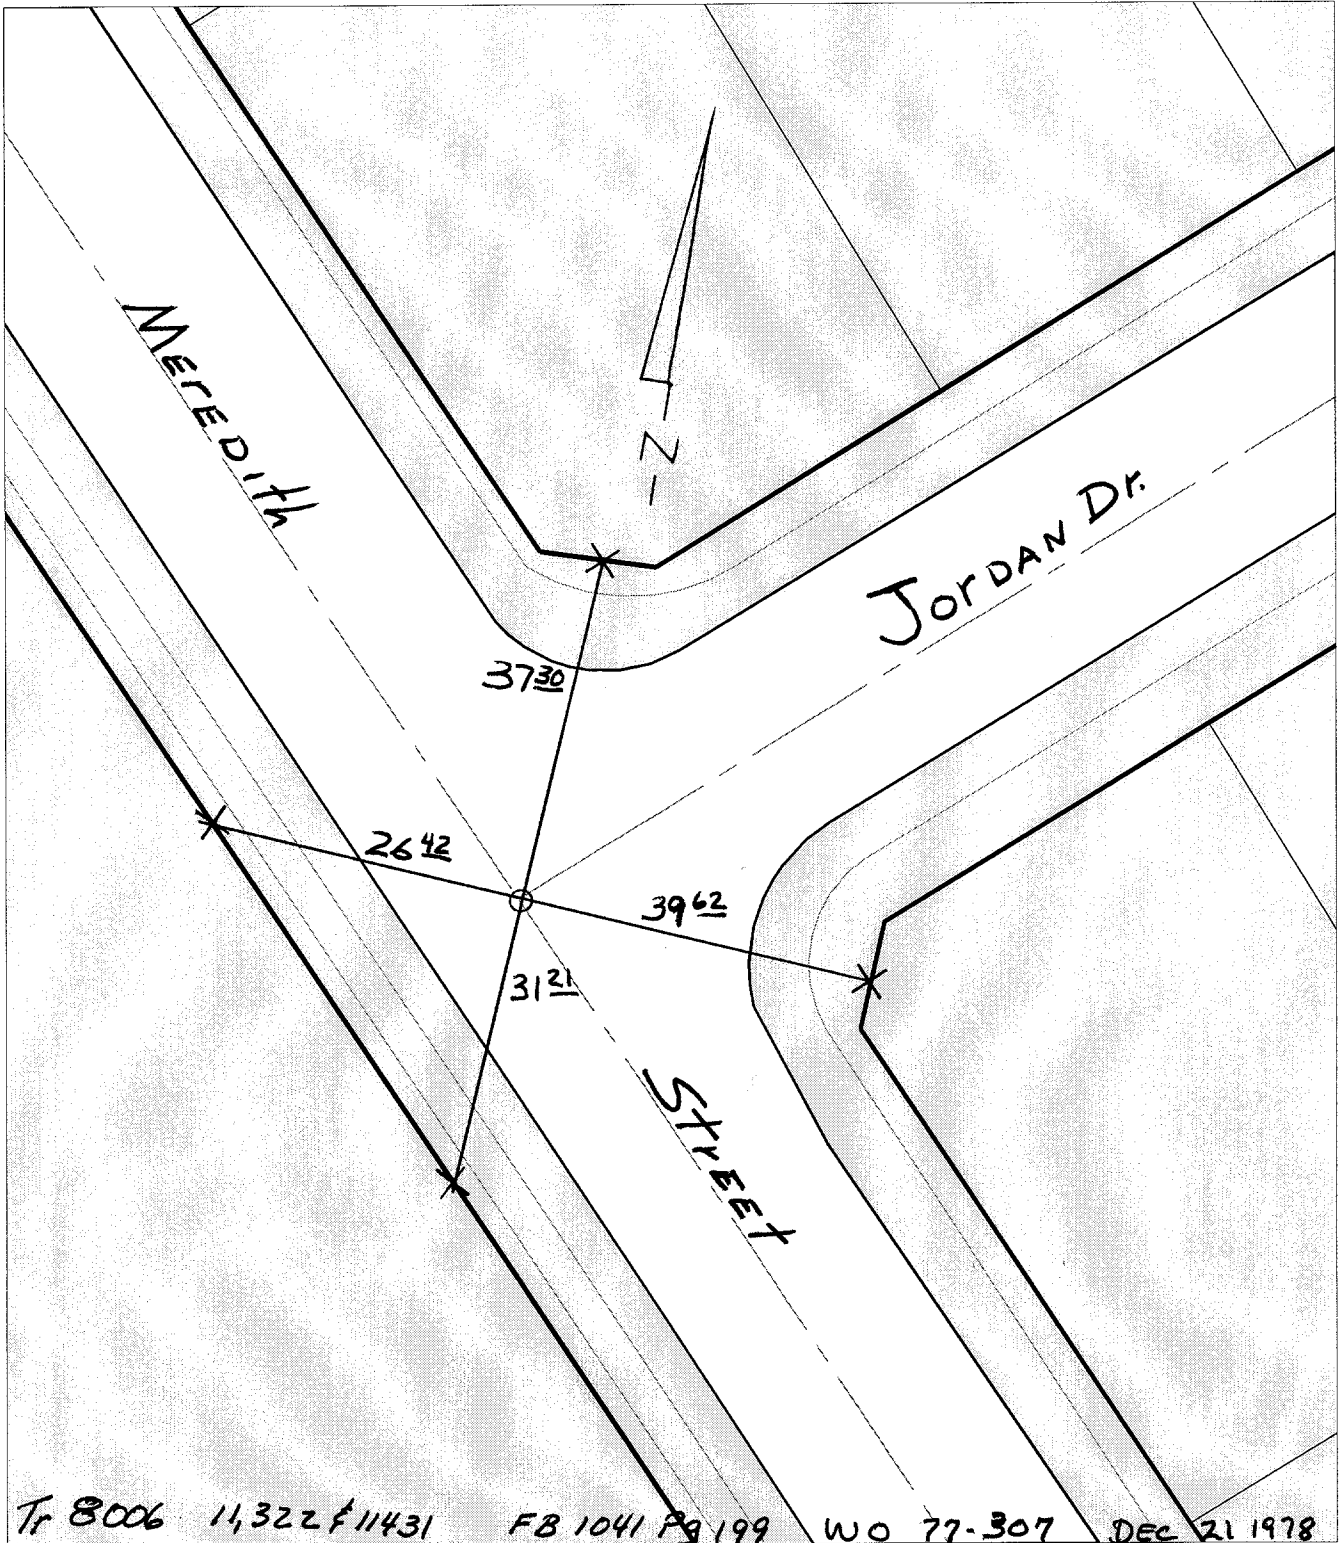 MEREDith
N
JorDAN Dr.
37 30
26 42
39 62
31 21
StrEEt
Tr 8006 11,322 & 11431 FB 1041 Pg 199 WO 77-307 DEC 21 1978